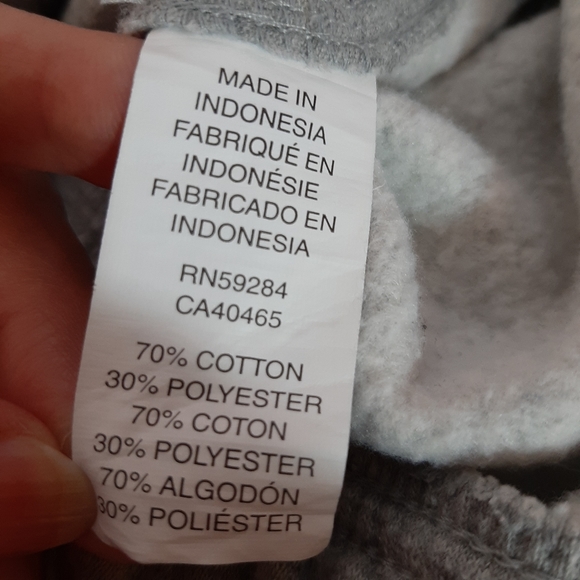 MADE IN
INDONESIA
FABRIQUÉ EN
INDONÉSIE
FABRICADO EN
INDONESIA
RN59284
CA40465
70% COTTON
30% POLYESTER
70% COTON
30% POLYESTER
70% ALGODÓN
30% POLIÉSTER